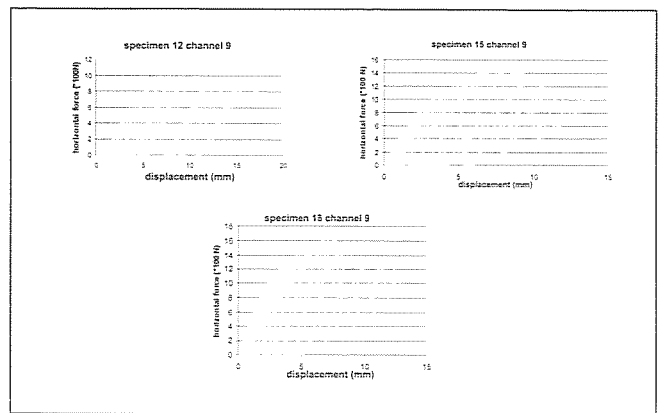 specimen 12 channel 9
horizontal force (*100N)
12
10
8
6
4
2
0
0 5 10 15 20
displacement (mm)
specimen 15 channel 9
horizontal force (*100 N)
16
14
12
10
8
6
4
2
0
0 5 10 15
displacement (mm)
specimen 16 channel 9
horizontal force (*100 N)
18
16
14
12
10
8
6
4
2
0
0 5 10 15
displacement (mm)